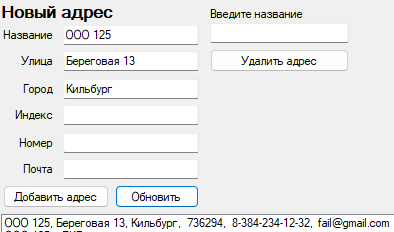 Новый адрес
Введите название
Название ООО 125
Улица Береговая 13
Удалить адрес
Город Кильбург
Индекс
Номер
Почта
Добавить адрес Обновить
ООО 125, Береговая 13, Кильбург, 736294, 8-384-234-12-32, fail@gmail.com